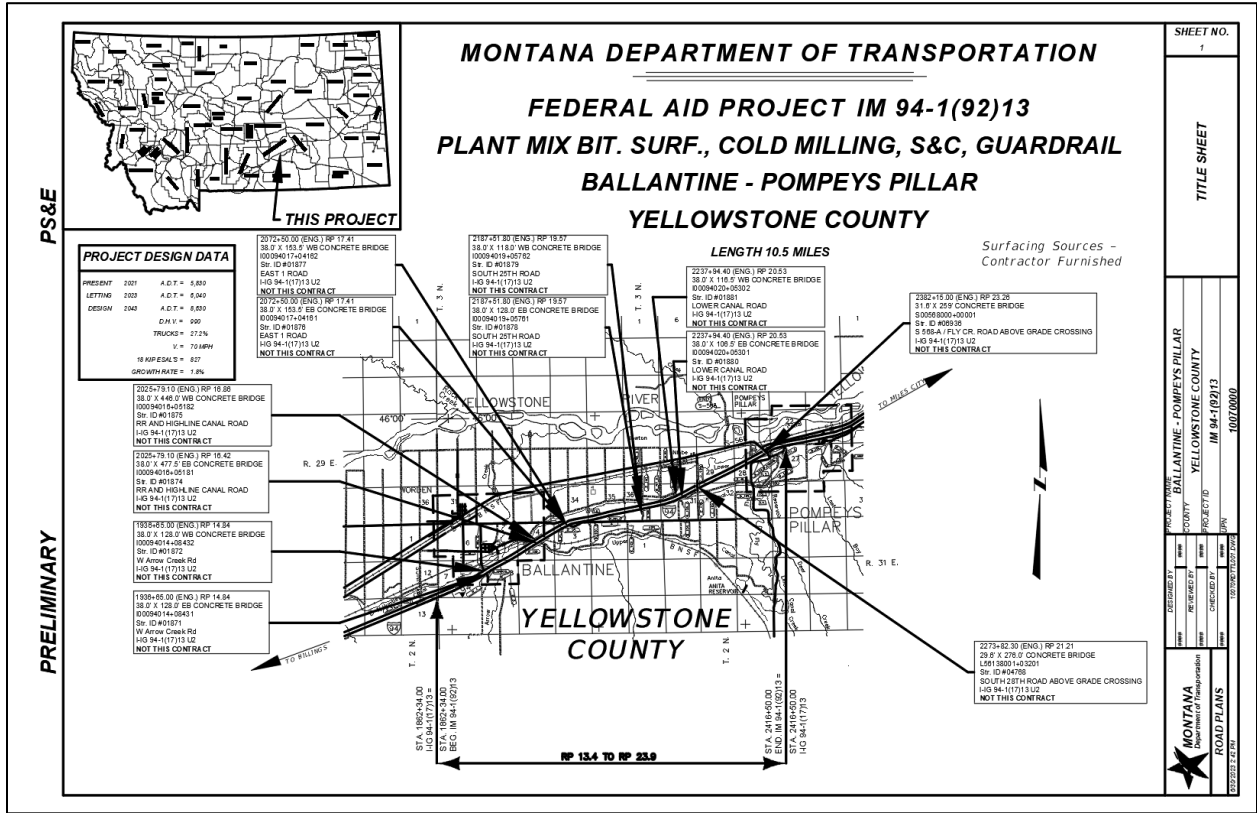 MONTANA DEPARTMENT OF TRANSPORTATION
FEDERAL AID PROJECT IM 94-1(92)13
PLANT MIX BIT. SURF., COLD MILLING, S&C, GUARDRAIL
BALLANTINE - POMPEYS PILLAR
YELLOWSTONE COUNTY
LENGTH 10.5 MILES
THIS PROJECT
PS&E
PRELIMINARY
Surfacing Sources -
Contractor Furnished
PROJECT DESIGN DATA
PRESENT 2021 A.D.T. = 5,830
LETTING 2023 A.D.T. = 6,040
DESIGN 2043 A.D.T. = 8,630
D.H.V. = 990
TRUCKS = 27.2%
V. = 70 MPH
18 KIP ESAL'S = 827
GROWTH RATE = 1.8%
2072+50.00 (ENG.) RP 17.41
38.0' X 153.5' WB CONCRETE BRIDGE
I00094017+04162
Str. ID #01877
EAST 1 ROAD
I-IG 94-1(17)13 U2
NOT THIS CONTRACT
2072+50.00 (ENG.) RP 17.41
38.0' X 153.5' EB CONCRETE BRIDGE
I00094017+04161
Str. ID #01876
EAST 1 ROAD
I-IG 94-1(17)13 U2
NOT THIS CONTRACT
2187+51.80 (ENG.) RP 19.57
38.0' X 118.0' WB CONCRETE BRIDGE
I00094019+05762
Str. ID #01879
SOUTH 25TH ROAD
I-IG 94-1(17)13 U2
NOT THIS CONTRACT
2187+51.80 (ENG.) RP 19.57
38.0' X 128.0' EB CONCRETE BRIDGE
I00094019+05761
Str. ID #01878
SOUTH 25TH ROAD
I-IG 94-1(17)13 U2
NOT THIS CONTRACT
2237+94.40 (ENG.) RP 20.53
38.0' X 116.5' WB CONCRETE BRIDGE
I00094020+05302
Str. ID #01881
LOWER CANAL ROAD
I-IG 94-1(17)13 U2
NOT THIS CONTRACT
2237+94.40 (ENG.) RP 20.53
38.0' X 106.5' EB CONCRETE BRIDGE
I00094020+05301
Str. ID #01880
LOWER CANAL ROAD
I-IG 94-1(17)13 U2
NOT THIS CONTRACT
2382+15.00 (ENG.) RP 23.26
31.6' X 259' CONCRETE BRIDGE
S00568000+00001
Str. ID #06936
S 568-A / FLY CR. ROAD ABOVE GRADE CROSSING
I-IG 94-1(17)13 U2
NOT THIS CONTRACT
2025+79.10 (ENG.) RP 16.86
38.0' X 446.0' WB CONCRETE BRIDGE
I00094016+05182
Str. ID #01875
RR AND HIGHLINE CANAL ROAD
I-IG 94-1(17)13 U2
NOT THIS CONTRACT
2025+79.10 (ENG.) RP 16.42
38.0' X 477.5' EB CONCRETE BRIDGE
I00094016+05181
Str. ID #01874
RR AND HIGHLINE CANAL ROAD
I-IG 94-1(17)13 U2
NOT THIS CONTRACT
1936+65.00 (ENG.) RP 14.84
38.0' X 128.0' WB CONCRETE BRIDGE
I00094014+08432
Str. ID #01872
W Arrow Creek Rd
I-IG 94-1(17)13 U2
NOT THIS CONTRACT
1936+65.00 (ENG.) RP 14.84
38.0' X 128.0' EB CONCRETE BRIDGE
I00094014+08431
Str. ID #01871
W Arrow Creek Rd
I-IG 94-1(17)13 U2
NOT THIS CONTRACT
2273+82.30 (ENG.) RP 21.21
29.6' X 276.0' CONCRETE BRIDGE
L56138001+03201
Str. ID #04768
SOUTH 28TH ROAD ABOVE GRADE CROSSING
I-IG 94-1(17)13 U2
NOT THIS CONTRACT
T. 3 N.
T. 3 N.
YELLOWSTONE
RIVER
46°00'
R. 29 E.
WORDEN
BNSF
POMPEYS
PILLAR
TO MILES CITY
POMPEYS
PILLAR
R. 31 E.
BALLANTINE
Anita
ANITA
RESERVOIR
94
YELLOWSTONE
COUNTY
TO BILLINGS
T. 2 N.
T. 2 N.
Z
STA. 1862+34.00
I-IG 94-1(17)13 =
STA. 1862+34.00
BEG. IM 94-1(92)13
STA. 2416+50.00
END. IM 94-1(92)13 =
STA. 2416+50.00
I-IG 94-1(17)13
RP 13.4 TO RP 23.9
SHEET NO.
1
TITLE SHEET
PROJECT NAME
BALLANTINE - POMPEYS PILLAR
COUNTY
YELLOWSTONE COUNTY
PROJECT ID
IM 94-1(92)13
UPN
10070000
DESIGNED BY
REVIEWED BY
CHECKED BY
####
MONTANA
Department of Transportation
ROAD PLANS